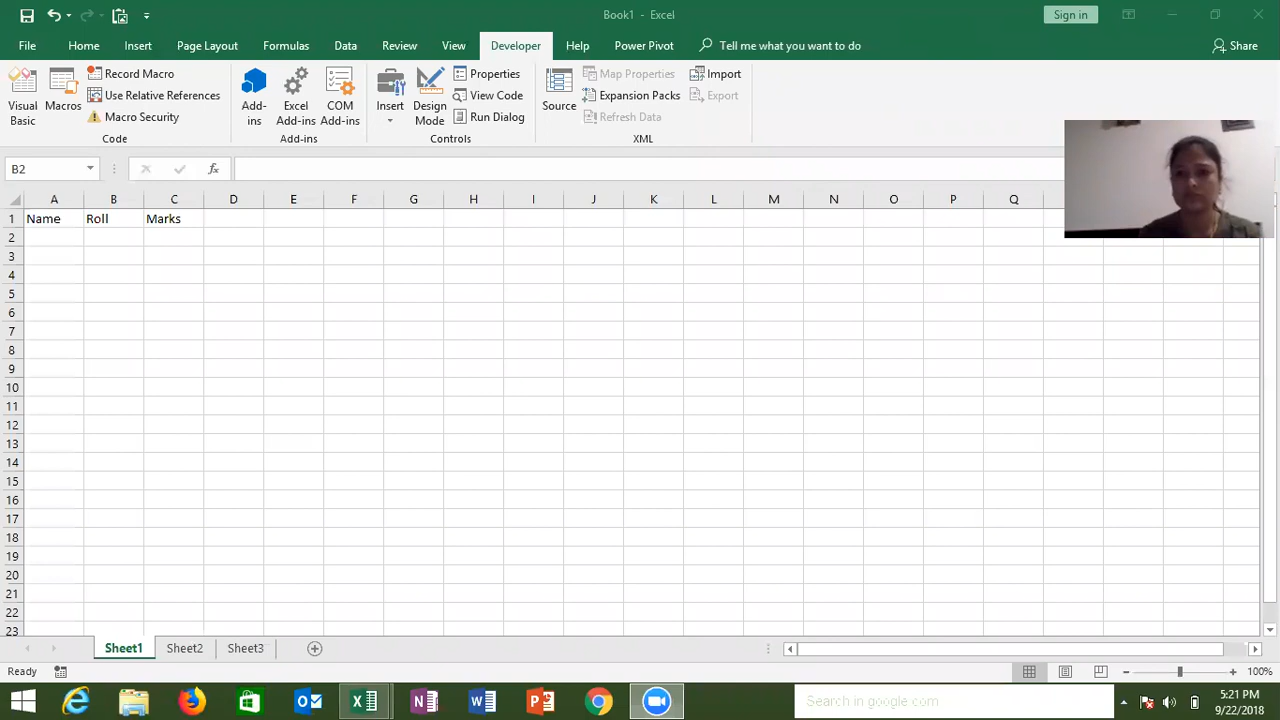 Book1 - Excel
Sign in
File Home Insert Page Layout Formulas Data Review View Developer Help Power Pivot Tell me what you want to do Share
Visual Basic
Macros
Record Macro
Use Relative References
Macro Security
Code
Add-ins
Excel Add-ins
COM Add-ins
Add-ins
Insert
Design Mode
Properties
View Code
Run Dialog
Controls
Source
Map Properties
Expansion Packs
Refresh Data
Import
Export
XML
B2
fx
A B C D E F G H I J K L M N O P Q
1 Name Roll Marks
2
3
4
5
6
7
8
9
10
11
12
13
14
15
16
17
18
19
20
21
22
23
Sheet1 Sheet2 Sheet3
Ready
100%
Search in google.com
5:21 PM
9/22/2018